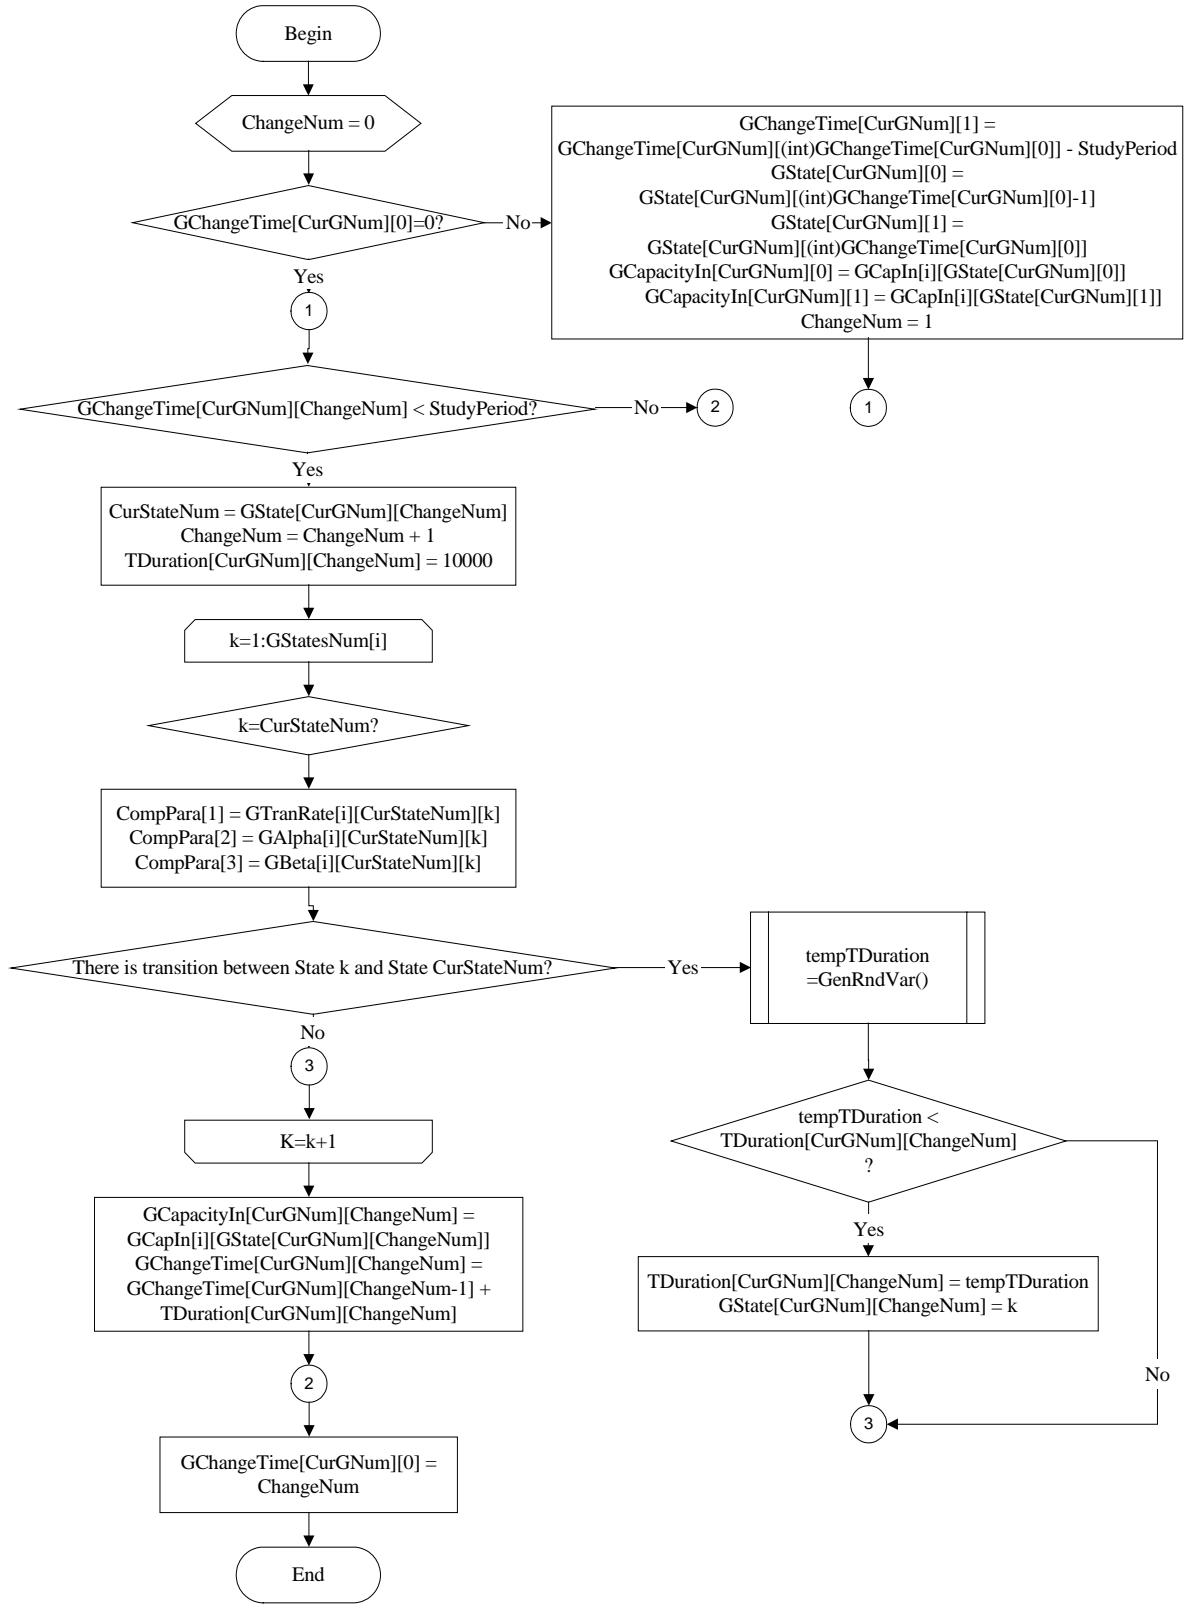 Begin
ChangeNum = 0
GChangeTime[CurGNum][0]=0?
No
GChangeTime[CurGNum][1] =
GChangeTime[CurGNum][(int)GChangeTime[CurGNum][0]] - StudyPeriod
GState[CurGNum][0] =
GState[CurGNum][(int)GChangeTime[CurGNum][0]-1]
GState[CurGNum][1] =
GState[CurGNum][(int)GChangeTime[CurGNum][0]]
GCapacityIn[CurGNum][0] = GCapIn[i][GState[CurGNum][0]]
GCapacityIn[CurGNum][1] = GCapIn[i][GState[CurGNum][1]]
ChangeNum = 1
1
Yes
1
GChangeTime[CurGNum][ChangeNum] < StudyPeriod?
No
2
Yes
CurStateNum = GState[CurGNum][ChangeNum]
ChangeNum = ChangeNum + 1
TDuration[CurGNum][ChangeNum] = 10000
k=1:GStatesNum[i]
k=CurStateNum?
CompPara[1] = GTranRate[i][CurStateNum][k]
CompPara[2] = GAlpha[i][CurStateNum][k]
CompPara[3] = GBeta[i][CurStateNum][k]
There is transition between State k and State CurStateNum?
Yes
tempTDuration
=GenRndVar()
tempTDuration <
TDuration[CurGNum][ChangeNum]
?
Yes
TDuration[CurGNum][ChangeNum] = tempTDuration
GState[CurGNum][ChangeNum] = k
No
3
No
3
K=k+1
GCapacityIn[CurGNum][ChangeNum] =
GCapIn[i][GState[CurGNum][ChangeNum]]
GChangeTime[CurGNum][ChangeNum] =
GChangeTime[CurGNum][ChangeNum-1] +
TDuration[CurGNum][ChangeNum]
2
GChangeTime[CurGNum][0] =
ChangeNum
End